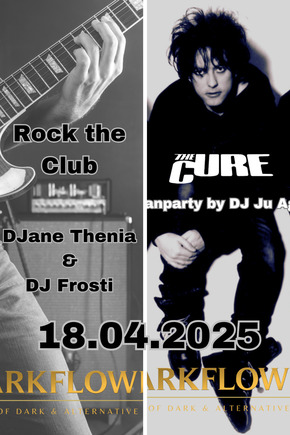 Rock the
Club
DJane Thenia
&
DJ Frosti
THE CURE
anparty by DJ Ju A
18.04.2025
ARKFLOW
OF DARK & ALTERNATIVE
ARKFLOW
OF DARK & ALTERNATIVE